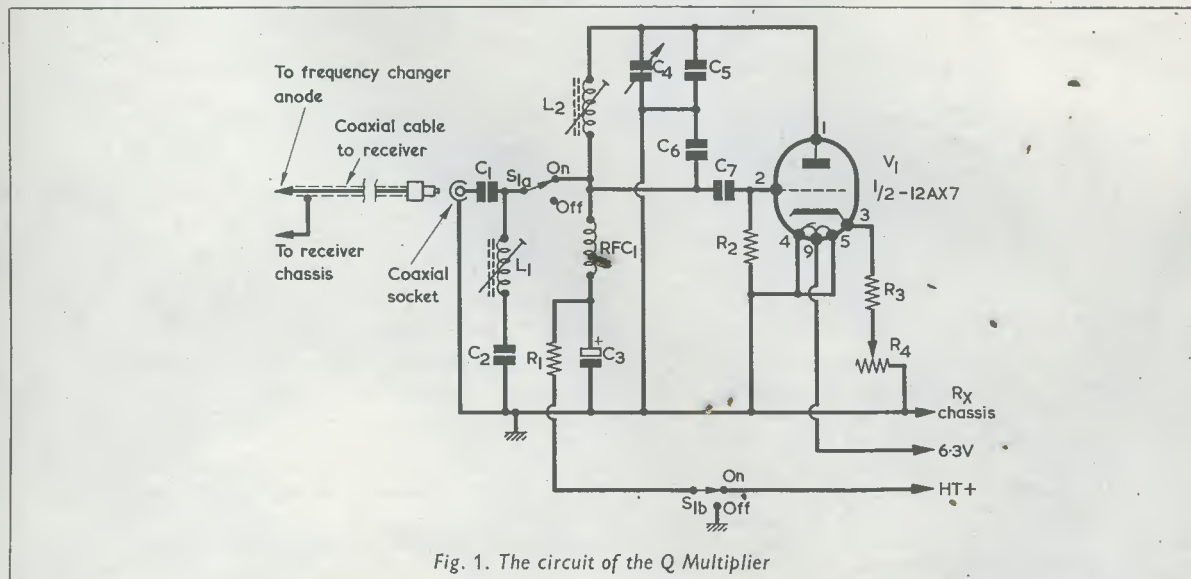 To frequency changer
anode
Coaxial cable
to receiver
To receiver
chassis
Coaxial
socket
C1
S1a
On
Off
L1
C2
L2
RFC1
R1
+
C3
C4
C5
C6
C7
2
1
V1
1/2-12AX7
3
4
9
5
R2
R3
R4
Rx
chassis
6·3V
HT+
S1b
On
Off
Fig. 1. The circuit of the Q Multiplier